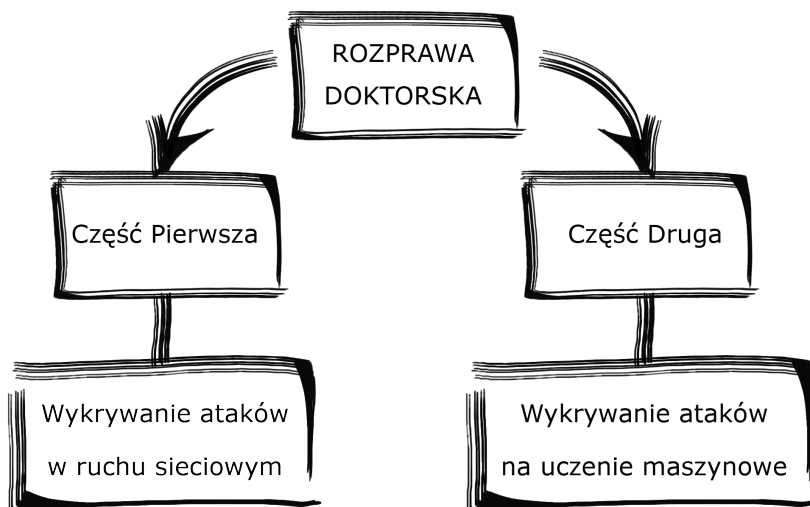 ROZPRAWA
DOKTORSKA
Część Pierwsza
Część Druga
Wykrywanie ataków
w ruchu sieciowym
Wykrywanie ataków
na uczenie maszynowe